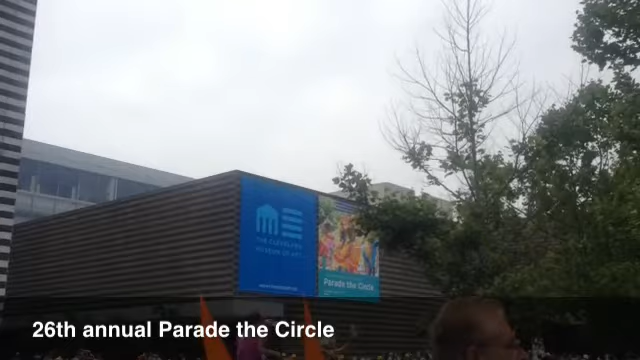 THE CLEVELAND
MUSEUM OF ART
Parade the Circle
26th annual Parade the Circle